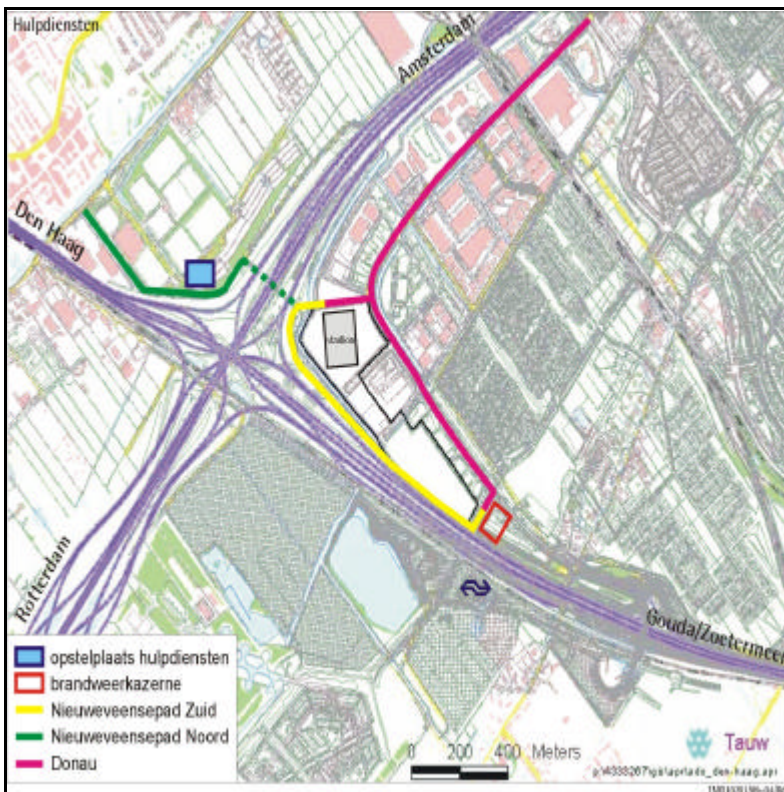 Hulpdiensten
Amsterdam
Den Haag
stadion
Rotterdam
Gouda/Zoetermeer
opstelplaats hulpdiensten
brandweerkazerne
Nieuweveensepad Zuid
Nieuweveensepad Noord
Donau
0 200 400 Meters
Tauw